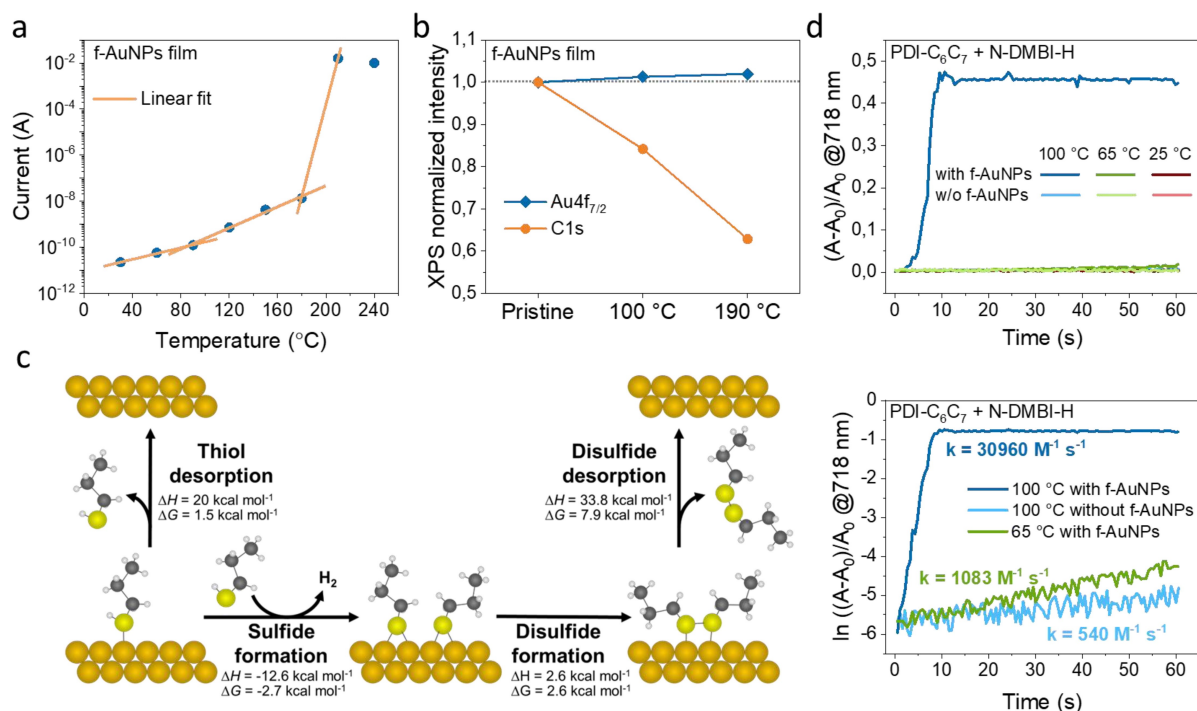 a
f-AuNPs film
Linear fit
Current (A)
10⁻²
10⁻⁴
10⁻⁶
10⁻⁸
10⁻¹⁰
10⁻¹²
0 40 80 120 160 200 240
Temperature (°C)
b
f-AuNPs film
XPS normalized intensity
1,1
1,0
0,9
0,8
0,7
0,6
0,5
Au4f₇/₂
C1s
Pristine 100 °C 190 °C
d
PDI-C₆C₇ + N-DMBI-H
(A-A₀)/A₀ @718 nm
0,5
0,4
0,3
0,2
0,1
0,0
100 °C 65 °C 25 °C
with f-AuNPs
w/o f-AuNPs
0 10 20 30 40 50 60
Time (s)
c
Thiol
desorption
ΔH = 20 kcal mol⁻¹
ΔG = 1.5 kcal mol⁻¹
H₂
Sulfide
formation
ΔH = -12.6 kcal mol⁻¹
ΔG = -2.7 kcal mol⁻¹
Disulfide
formation
ΔH = 2.6 kcal mol⁻¹
ΔG = 2.6 kcal mol⁻¹
Disulfide
desorption
ΔH = 33.8 kcal mol⁻¹
ΔG = 7.9 kcal mol⁻¹
PDI-C₆C₇ + N-DMBI-H
ln ((A-A₀)/A₀ @718 nm)
0
-1
-2
-3
-4
-5
-6
k = 30960 M⁻¹ s⁻¹
100 °C with f-AuNPs
100 °C without f-AuNPs
65 °C with f-AuNPs
k = 1083 M⁻¹ s⁻¹
k = 540 M⁻¹ s⁻¹
0 10 20 30 40 50 60
Time (s)